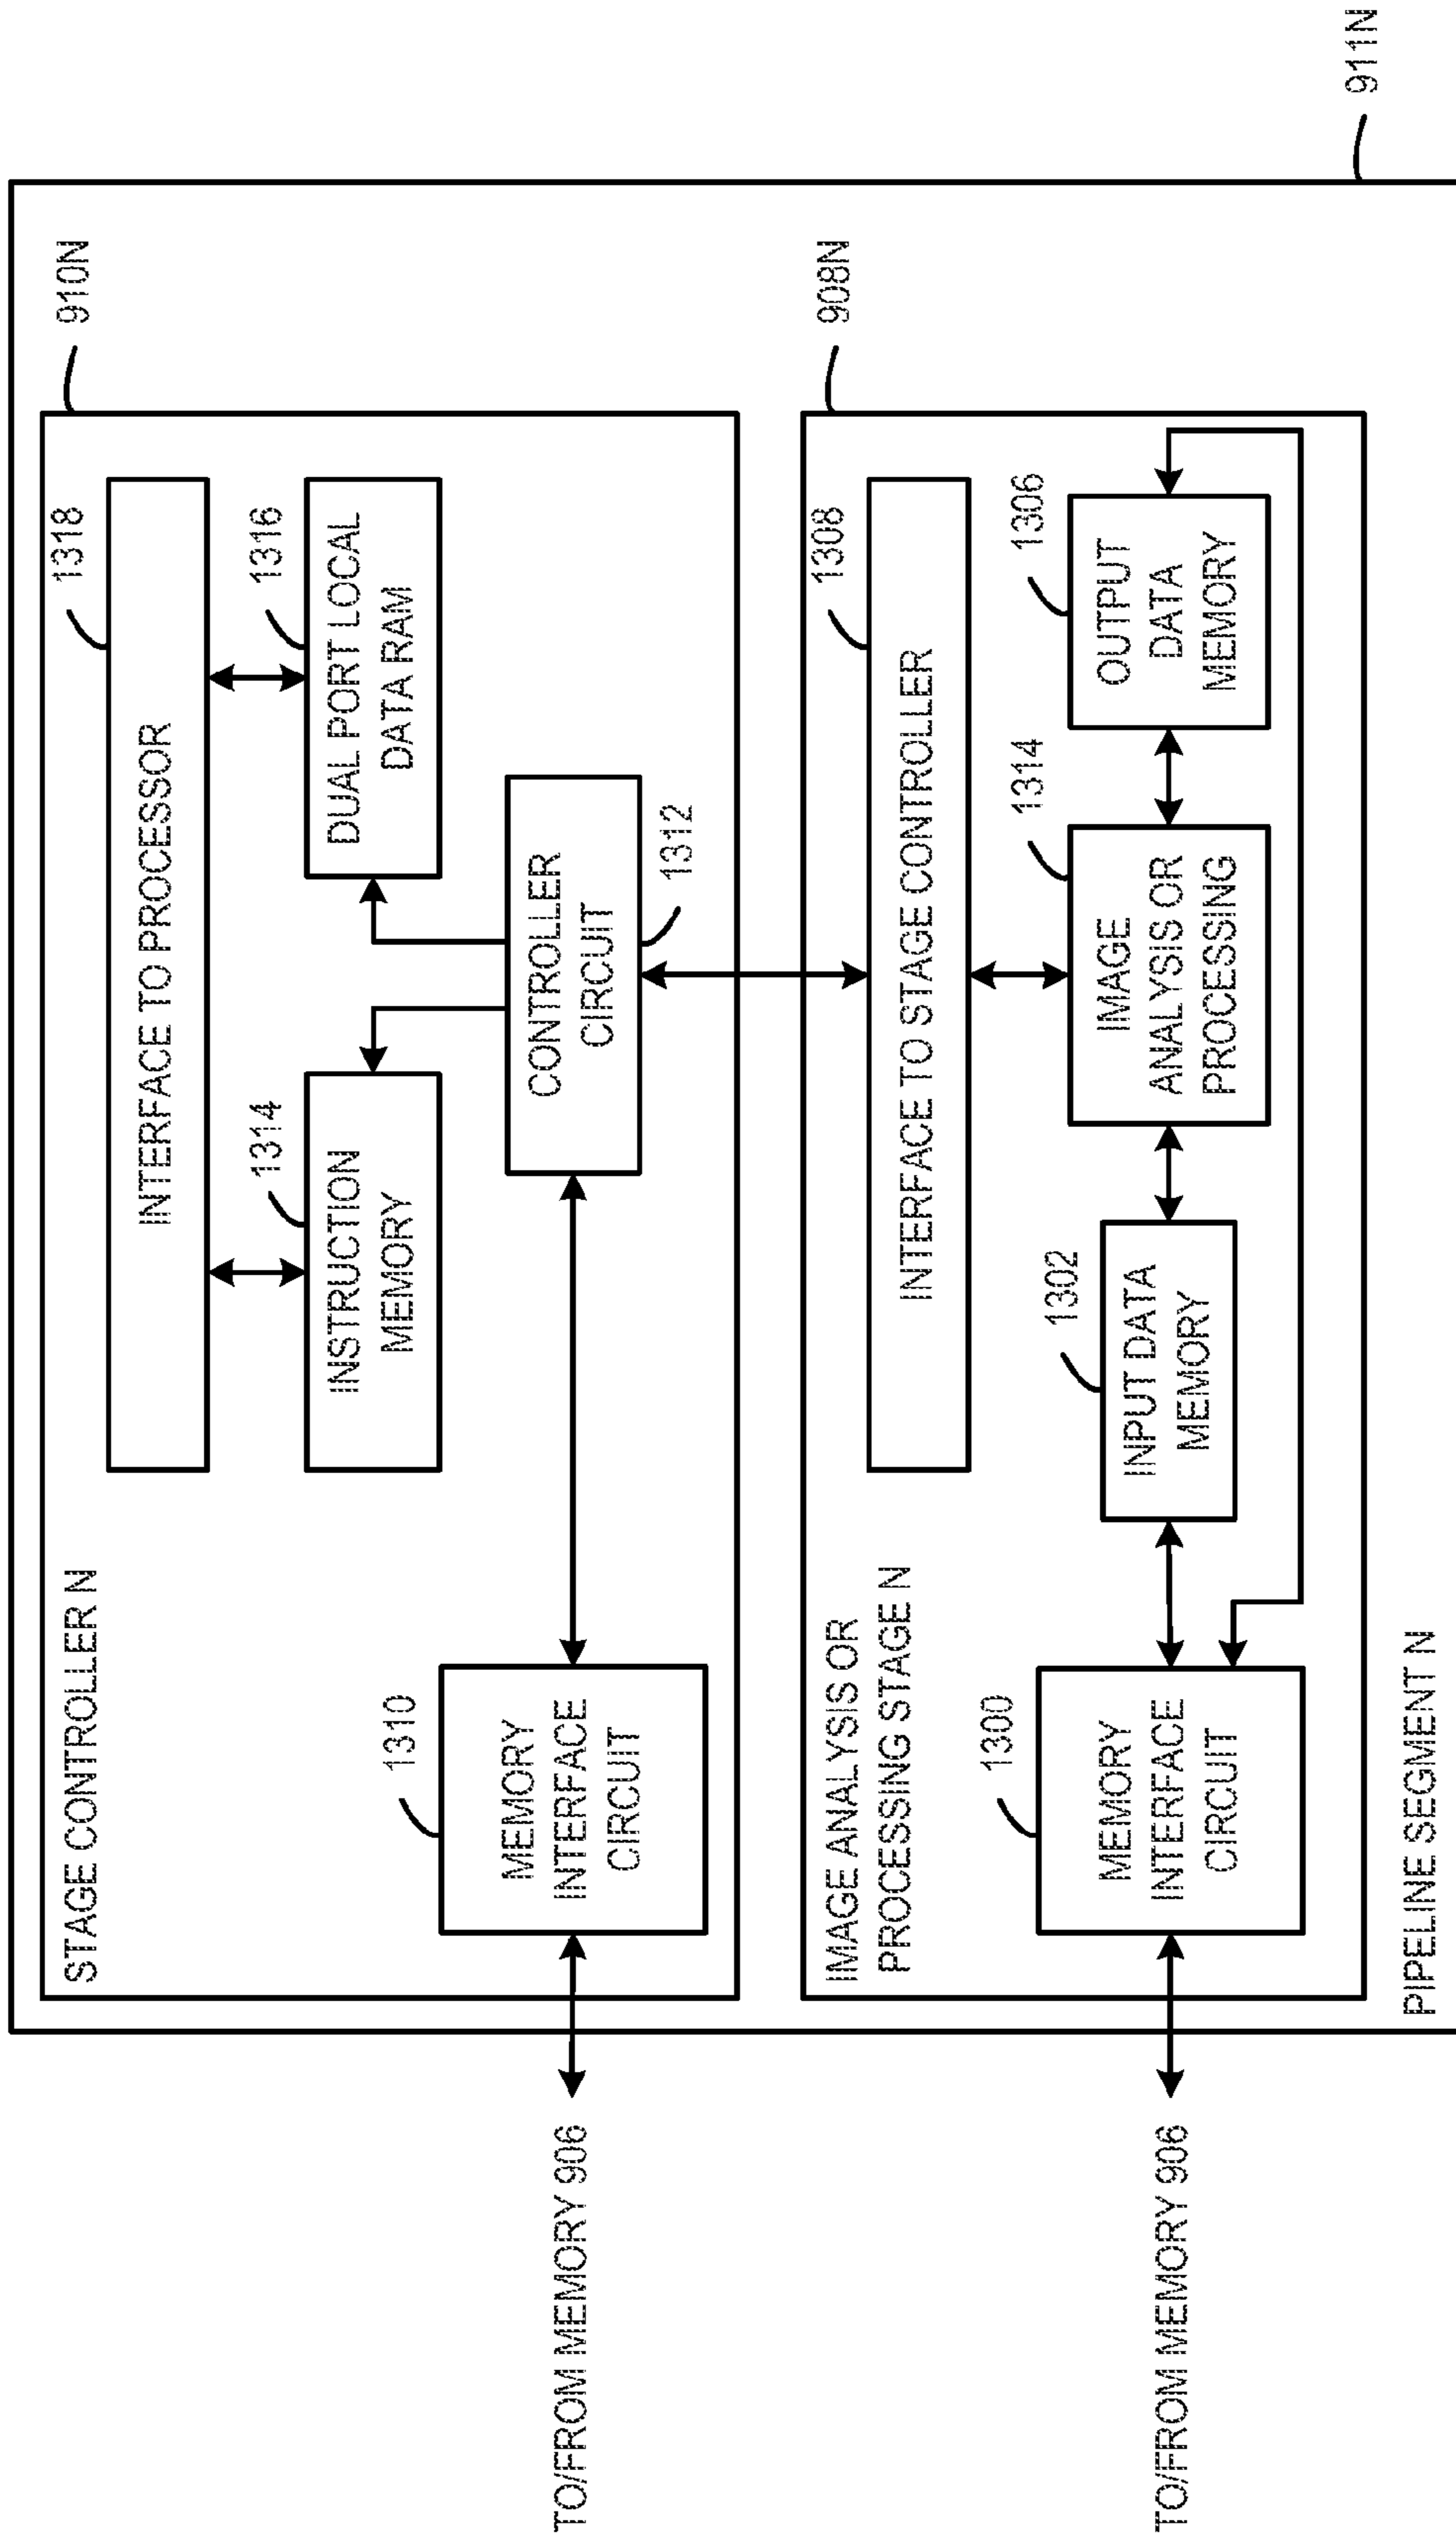 STAGE CONTROLLER N
910N
INTERFACE TO PROCESSOR
1318
INSTRUCTION
MEMORY
1314
DUAL PORT LOCAL
DATA RAM
1316
MEMORY
INTERFACE
CIRCUIT
1310
CONTROLLER
CIRCUIT
1312
TO/FROM MEMORY 906
IMAGE ANALYSIS OR
PROCESSING STAGE N
908N
INTERFACE TO STAGE CONTROLLER
1308
MEMORY
INTERFACE
CIRCUIT
1300
INPUT DATA
MEMORY
1302
IMAGE
ANALYSIS OR
PROCESSING
1314
OUTPUT
DATA
MEMORY
1306
TO/FROM MEMORY 906
PIPELINE SEGMENT N
911N